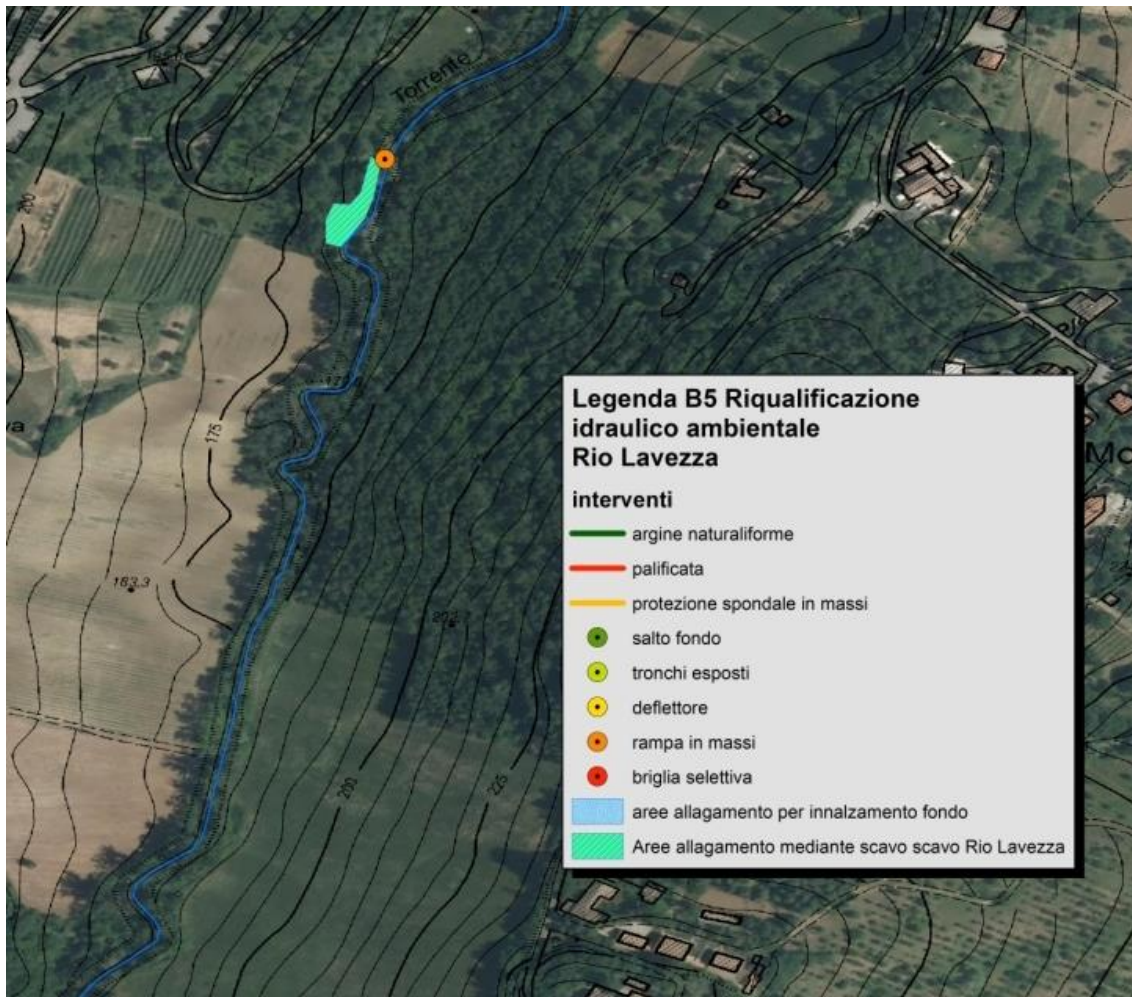 Torrente
200
175
183,3
200
225
Mo
Legenda B5 Riqualificazione
idraulico ambientale
Rio Lavezza
interventi
argine naturaliforme
palificata
protezione spondale in massi
salto fondo
tronchi esposti
deflettore
rampa in massi
briglia selettiva
aree allagamento per innalzamento fondo
Aree allagamento mediante scavo scavo Rio Lavezza